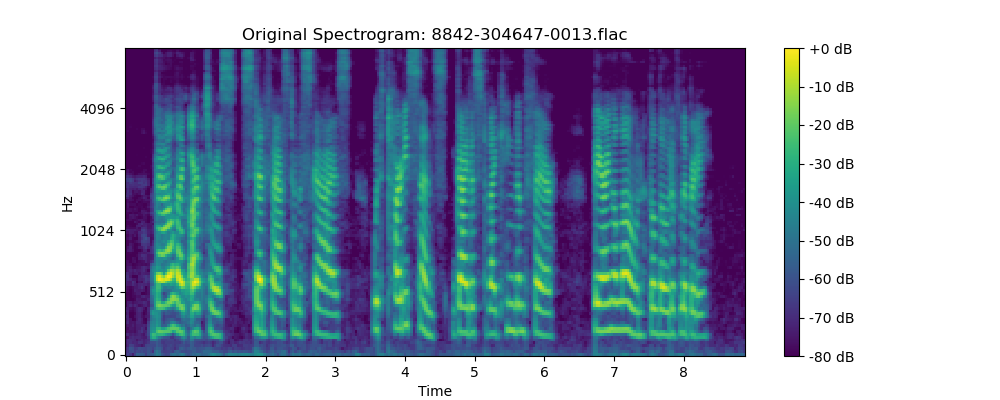 Original Spectrogram: 8842-304647-0013.flac
Hz
4096
2048
1024
512
0
0 1 2 3 4 5 6 7 8
Time
+0 dB
-10 dB
-20 dB
-30 dB
-40 dB
-50 dB
-60 dB
-70 dB
-80 dB